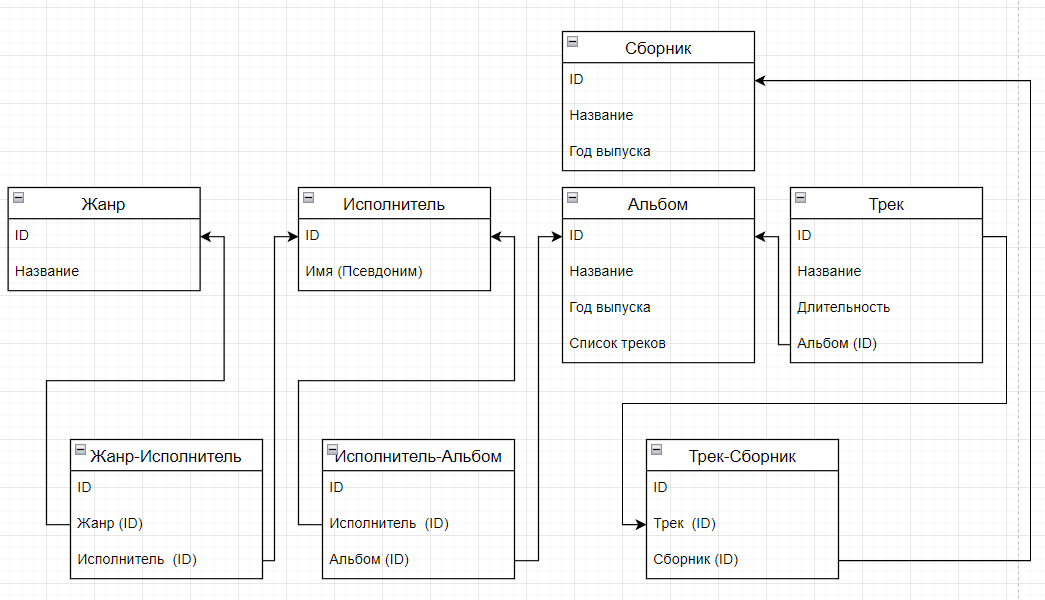 Сборник
ID
Название
Год выпуска
Жанр
ID
Название
Исполнитель
ID
Имя (Псевдоним)
Альбом
ID
Название
Год выпуска
Список треков
Трек
ID
Название
Длительность
Альбом (ID)
Жанр-Исполнитель
ID
Жанр (ID)
Исполнитель (ID)
Исполнитель-Альбом
ID
Исполнитель (ID)
Альбом (ID)
Трек-Сборник
ID
Трек (ID)
Сборник (ID)